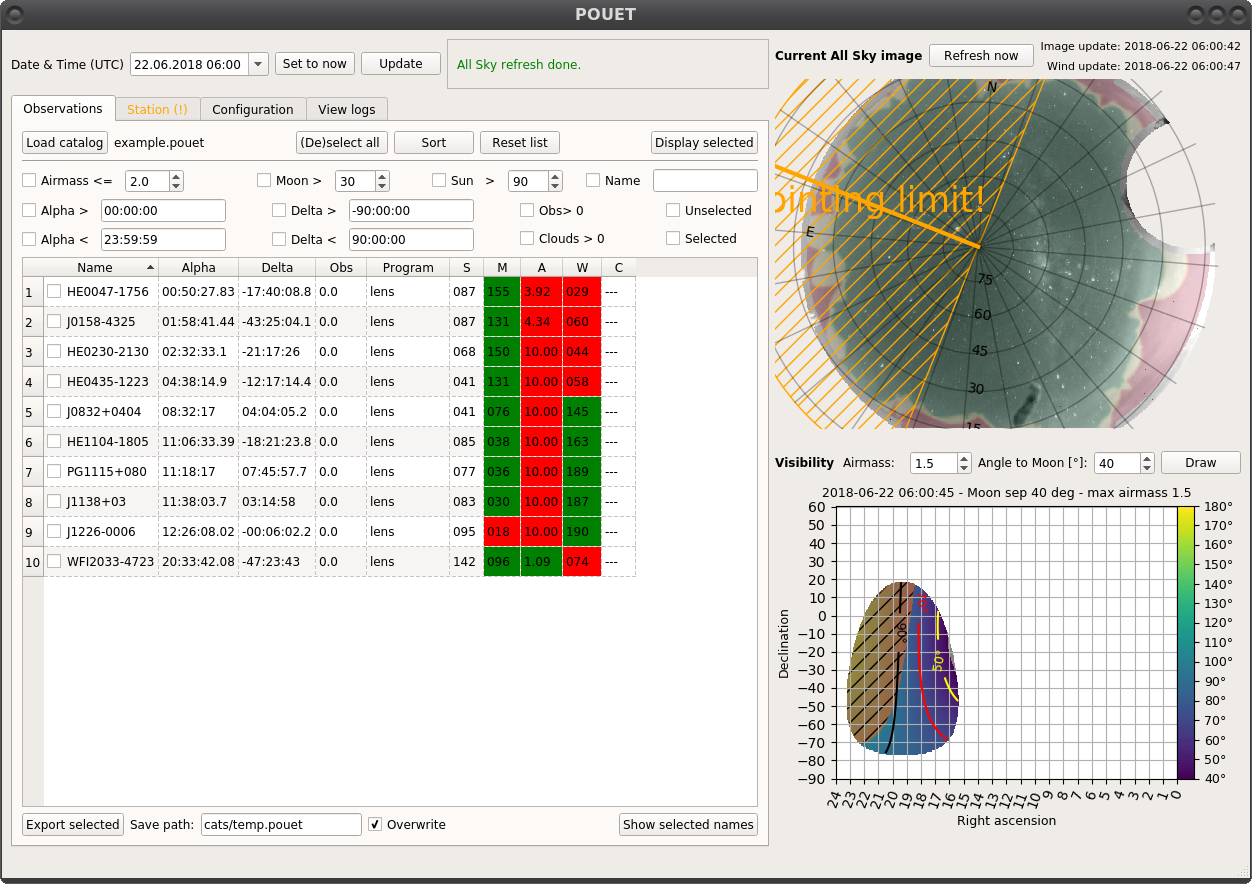 POUET
Date & Time (UTC) 22.06.2018 06:00 Set to now Update All Sky refresh done.
Current All Sky image Refresh now Image update: 2018-06-22 06:00:42
Wind update: 2018-06-22 06:00:47
Observations Station (!) Configuration View logs
Load catalog example.pouet (De)select all Sort Reset list Display selected
Airmass <= 2.0 Moon > 30 Sun > 90 Name
Alpha > 00:00:00 Delta > -90:00:00 Obs> 0 Unselected
Alpha < 23:59:59 Delta < 90:00:00 Clouds > 0 Selected
Name Alpha Delta Obs Program S M A W C
1 HE0047-1756 00:50:27.83 -17:40:08.8 0.0 lens 087 155 3.92 029 ---
2 J0158-4325 01:58:41.44 -43:25:04.1 0.0 lens 087 131 4.34 060 ---
3 HE0230-2130 02:32:33.1 -21:17:26 0.0 lens 068 150 10.00 044 ---
4 HE0435-1223 04:38:14.9 -12:17:14.4 0.0 lens 041 131 10.00 058 ---
5 J0832+0404 08:32:17 04:04:05.2 0.0 lens 041 076 10.00 145 ---
6 HE1104-1805 11:06:33.39 -18:21:23.8 0.0 lens 085 038 10.00 163 ---
7 PG1115+080 11:18:17 07:45:57.7 0.0 lens 077 036 10.00 189 ---
8 J1138+03 11:38:03.7 03:14:58 0.0 lens 083 030 10.00 187 ---
9 J1226-0006 12:26:08.02 -00:06:02.2 0.0 lens 095 018 10.00 190 ---
10 WFI2033-4723 20:33:42.08 -47:23:43 0.0 lens 142 096 1.09 074 ---
Export selected Save path: cats/temp.pouet Overwrite Show selected names
N
ointing limit!
E
75
60
45
30
15
Visibility Airmass: 1.5 Angle to Moon [°]: 40 Draw
2018-06-22 06:00:45 - Moon sep 40 deg - max airmass 1.5
Declination
60
50
40
30
20
10
0
−10
−20
−30
−40
−50
−60
−70
−80
−90
90°
50°
180°
170°
160°
150°
140°
130°
120°
110°
100°
90°
80°
70°
60°
50°
40°
24 23 22 21 20 19 18 17 16 15 14 13 12 11 10 9 8 7 6 5 4 3 2 1 0
Right ascension